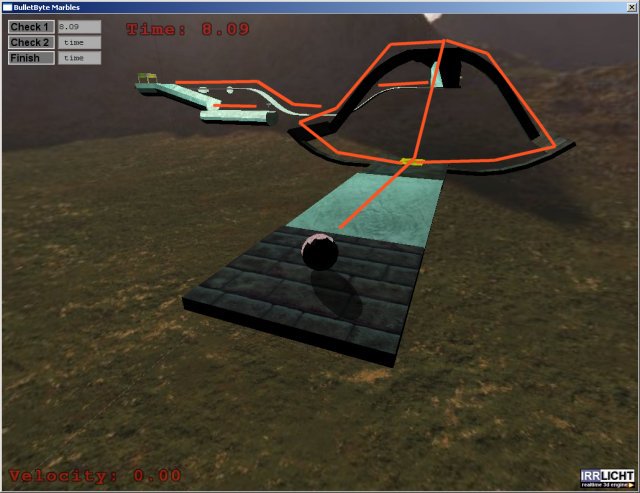 BulletByte Marbles
Check 1 8.09
Time: 8.09
Check 2 time
Finish time
Velocity: 0.00
IRRLICHT
realtime 3d engine